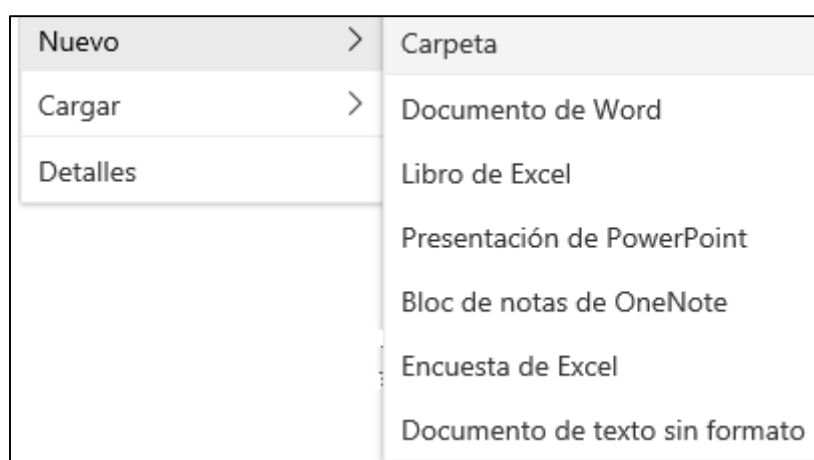 Nuevo
Cargar
Detalles
Carpeta
Documento de Word
Libro de Excel
Presentación de PowerPoint
Bloc de notas de OneNote
Encuesta de Excel
Documento de texto sin formato